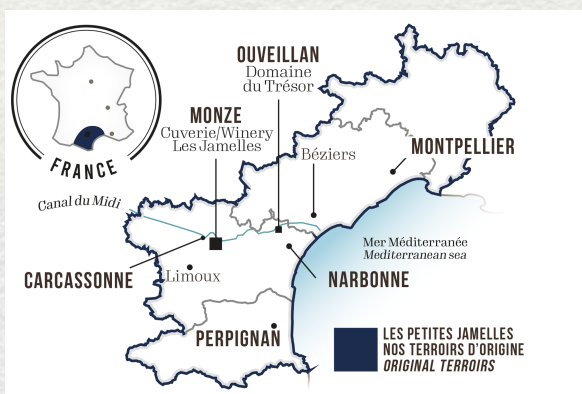 OUVEILLAN
Domaine
du Trésor
MONZE
Cuverie/Winery
Les Jamelles
Béziers
MONTPELLIER
FRANCE
Canal du Midi
Mer Méditerranée
Mediterranean sea
CARCASSONNE
Limoux
NARBONNE
PERPIGNAN
LES PETITES JAMELLES
NOS TERROIRS D'ORIGINE
ORIGINAL TERROIRS